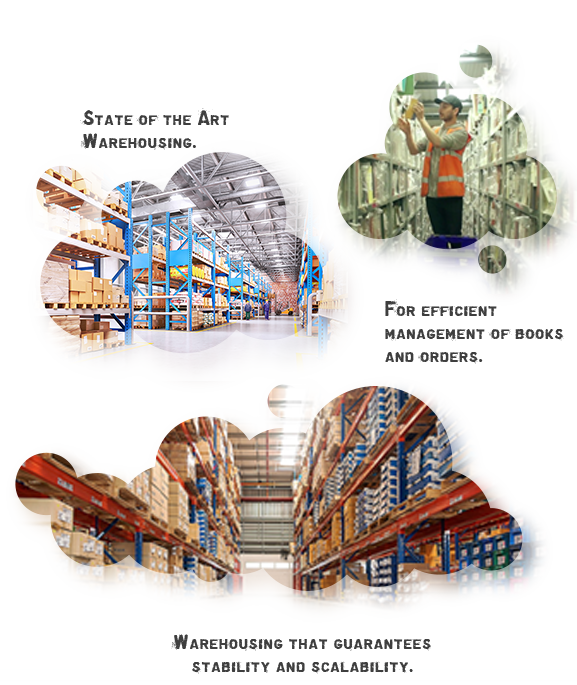 State of the Art
Warehousing.
For efficient
management of books
and orders.
Warehousing that guarantees
stability and scalability.